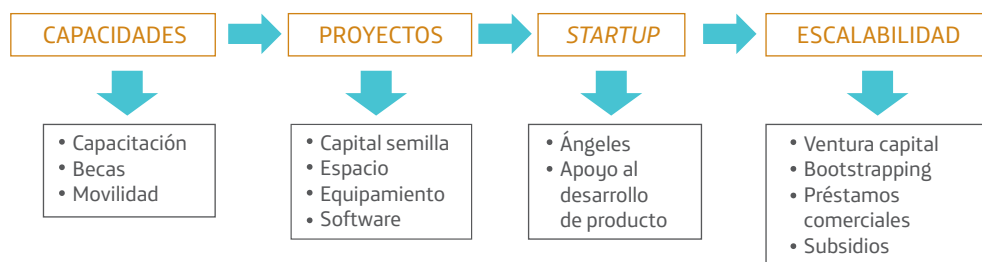 CAPACIDADES
PROYECTOS
STARTUP
ESCALABILIDAD
• Capacitación
• Becas
• Movilidad
• Capital semilla
• Espacio
• Equipamiento
• Software
• Ángeles
• Apoyo al
desarrollo
de producto
• Ventura capital
• Bootstrapping
• Préstamos
comerciales
• Subsidios